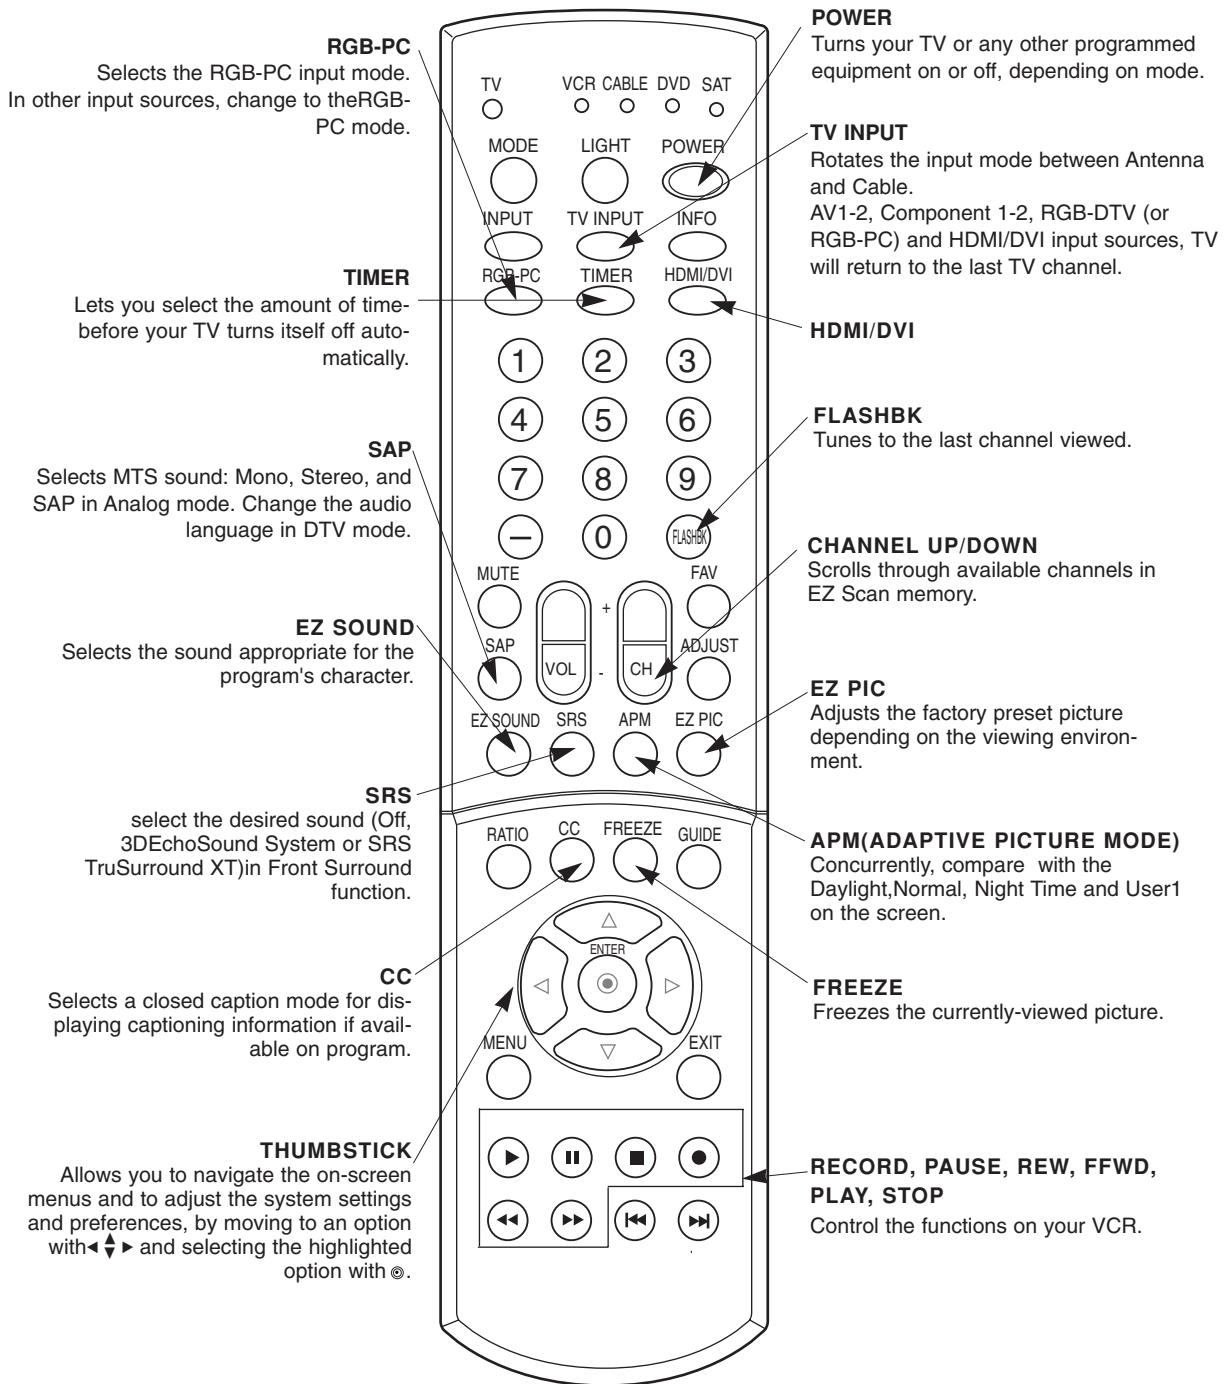 RGB-PC
Selects the RGB-PC input mode.
In other input sources, change to theRGB-
PC mode.
TIMER
Lets you select the amount of time-
before your TV turns itself off auto-
matically.
SAP
Selects MTS sound: Mono, Stereo, and
SAP in Analog mode. Change the audio
language in DTV mode.
EZ SOUND
Selects the sound appropriate for the
program's character.
SRS
select the desired sound (Off,
3DEchoSound System or SRS
TruSurround XT)in Front Surround
function.
CC
Selects a closed caption mode for dis-
playing captioning information if avail-
able on program.
THUMBSTICK
Allows you to navigate the on-screen
menus and to adjust the system settings
and preferences, by moving to an option
with◄▲▼► and selecting the highlighted
option with ◎.
TV VCR CABLE DVD SAT
MODE LIGHT POWER
INPUT TV INPUT INFO
RGB-PC TIMER HDMI/DVI
1 2 3
4 5 6
7 8 9
— 0 FLASHBK
MUTE + FAV
SAP VOL - CH ADJUST
EZ SOUND SRS APM EZ PIC
RATIO CC FREEZE GUIDE
ENTER
MENU EXIT
POWER
Turns your TV or any other programmed
equipment on or off, depending on mode.
TV INPUT
Rotates the input mode between Antenna
and Cable.
AV1-2, Component 1-2, RGB-DTV (or
RGB-PC) and HDMI/DVI input sources, TV
will return to the last TV channel.
HDMI/DVI
FLASHBK
Tunes to the last channel viewed.
CHANNEL UP/DOWN
Scrolls through available channels in
EZ Scan memory.
EZ PIC
Adjusts the factory preset picture
depending on the viewing environ-
ment.
APM(ADAPTIVE PICTURE MODE)
Concurrently, compare with the
Daylight,Normal, Night Time and User1
on the screen.
FREEZE
Freezes the currently-viewed picture.
RECORD, PAUSE, REW, FFWD,
PLAY, STOP
Control the functions on your VCR.